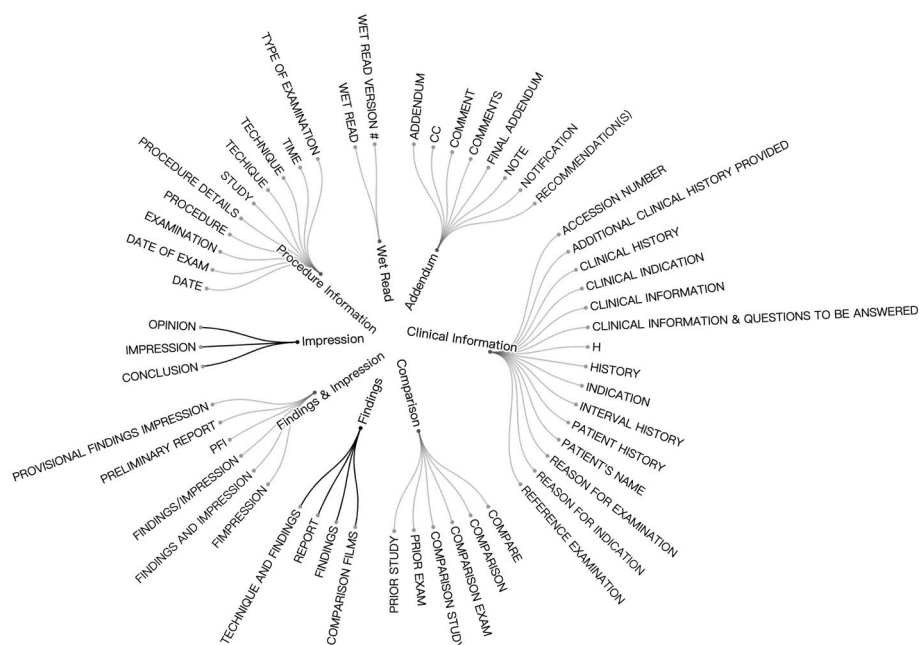 Wet Read
WET READ
WET READ VERSION #
Addendum
ADDENDUM
CC
COMMENT
COMMENTS
FINAL ADDENDUM
NOTE
NOTIFICATION
RECOMMENDATION(S)
Clinical Information
ACCESSION NUMBER
ADDITIONAL CLINICAL HISTORY PROVIDED
CLINICAL HISTORY
CLINICAL INDICATION
CLINICAL INFORMATION
CLINICAL INFORMATION & QUESTIONS TO BE ANSWERED
H
HISTORY
INDICATION
INTERVAL HISTORY
PATIENT HISTORY
PATIENT'S NAME
REASON FOR EXAMINATION
REASON FOR INDICATION
REFERENCE EXAMINATION
Comparison
COMPARE
COMPARISON
COMPARISON EXAM
COMPARISON STUDY
PRIOR EXAM
PRIOR STUDY
Findings
COMPARISON FILMS
FINDINGS
REPORT
TECHNIQUE AND FINDINGS
Findings & Impression
FIMPRESSION
FINDINGS AND IMPRESSION
FINDINGS/IMPRESSION
PFI
PRELIMINARY REPORT
PROVISIONAL FINDINGS IMPRESSION
Impression
CONCLUSION
IMPRESSION
OPINION
Procedure Information
DATE
DATE OF EXAM
EXAMINATION
PROCEDURE
PROCEDURE DETAILS
STUDY
TECHIQUE
TECHNIQUE
TIME
TYPE OF EXAMINATION